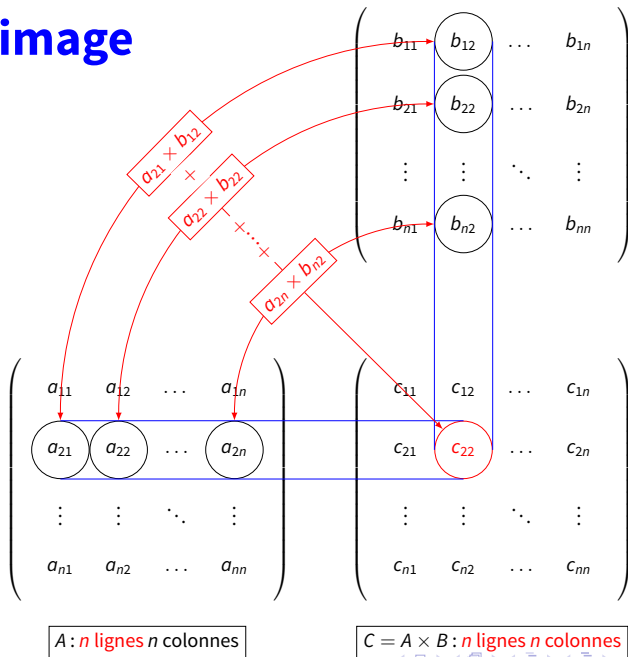 image
b11 b12 … b1n
b21 b22 … b2n
⋮ ⋮ ⋱ ⋮
bn1 bn2 … bnn
a21 × b12
+
a22 × b22
+ ⋯ +
a2n × bn2
a11 a12 … a1n
a21 a22 … a2n
⋮ ⋮ ⋱ ⋮
an1 an2 … ann
c11 c12 … c1n
c21 c22 … c2n
⋮ ⋮ ⋱ ⋮
cn1 cn2 … cnn
A : n lignes n colonnes
C = A × B : n lignes n colonnes